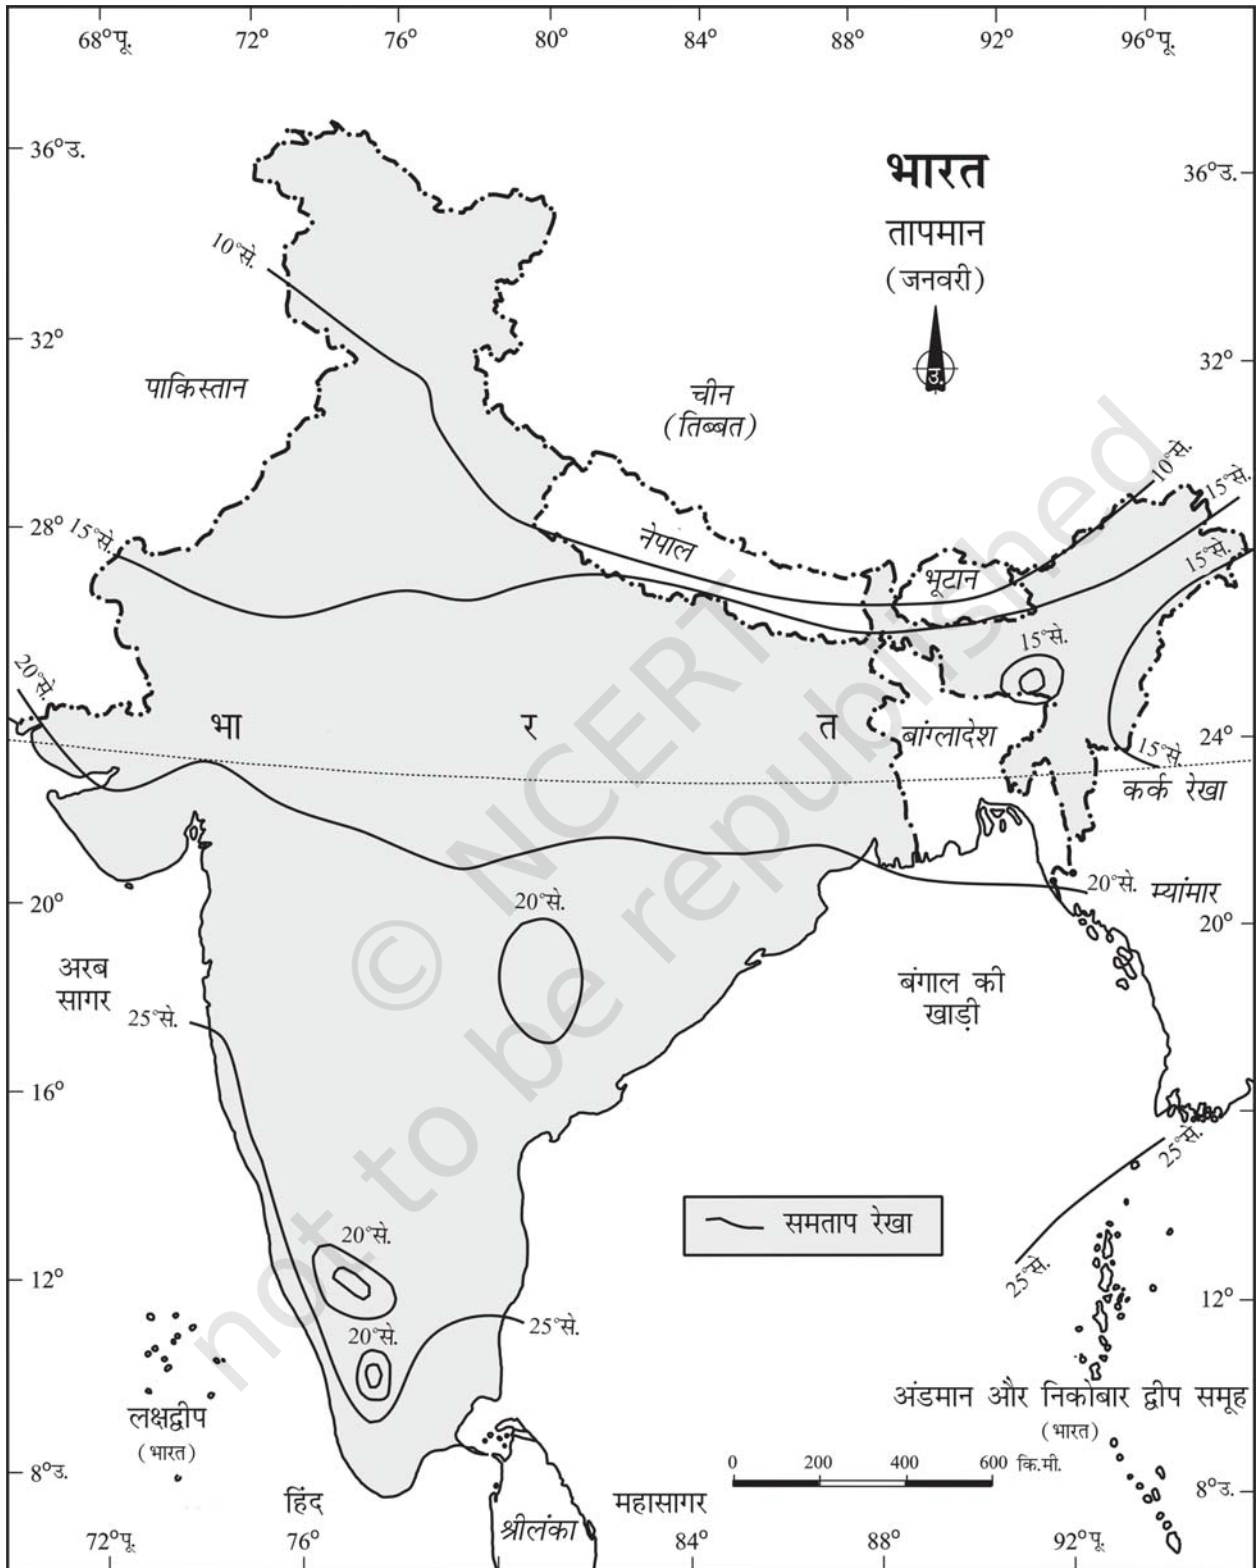 68°पू. 72° 76° 80° 84° 88° 92° 96°पू.
36°उ.
भारत
36°उ.
तापमान
(जनवरी)
10°से.
32°
32°
उ.
पाकिस्तान
चीन
(तिब्बत)
10°से.
15°से.
28°
15°से.
नेपाल
15°से.
भूटान
15°से.
20°से.
भा र त
बांग्लादेश
24°
15°से.
कर्क रेखा
20°से.
म्यांमार
20°
20°से.
20°
अरब
सागर
बंगाल की
खाड़ी
25°से.
16°
25°से.
समताप रेखा
20°से.
12°
25°से.
12°
20°से.
25°से.
लक्षद्वीप
(भारत)
अंडमान और निकोबार द्वीप समूह
(भारत)
0 200 400 600 कि.मी.
8°उ.
8°उ.
हिंद
महासागर
श्रीलंका
72°पू. 76° 84° 88° 92°पू.
© NCERT
not to be republished